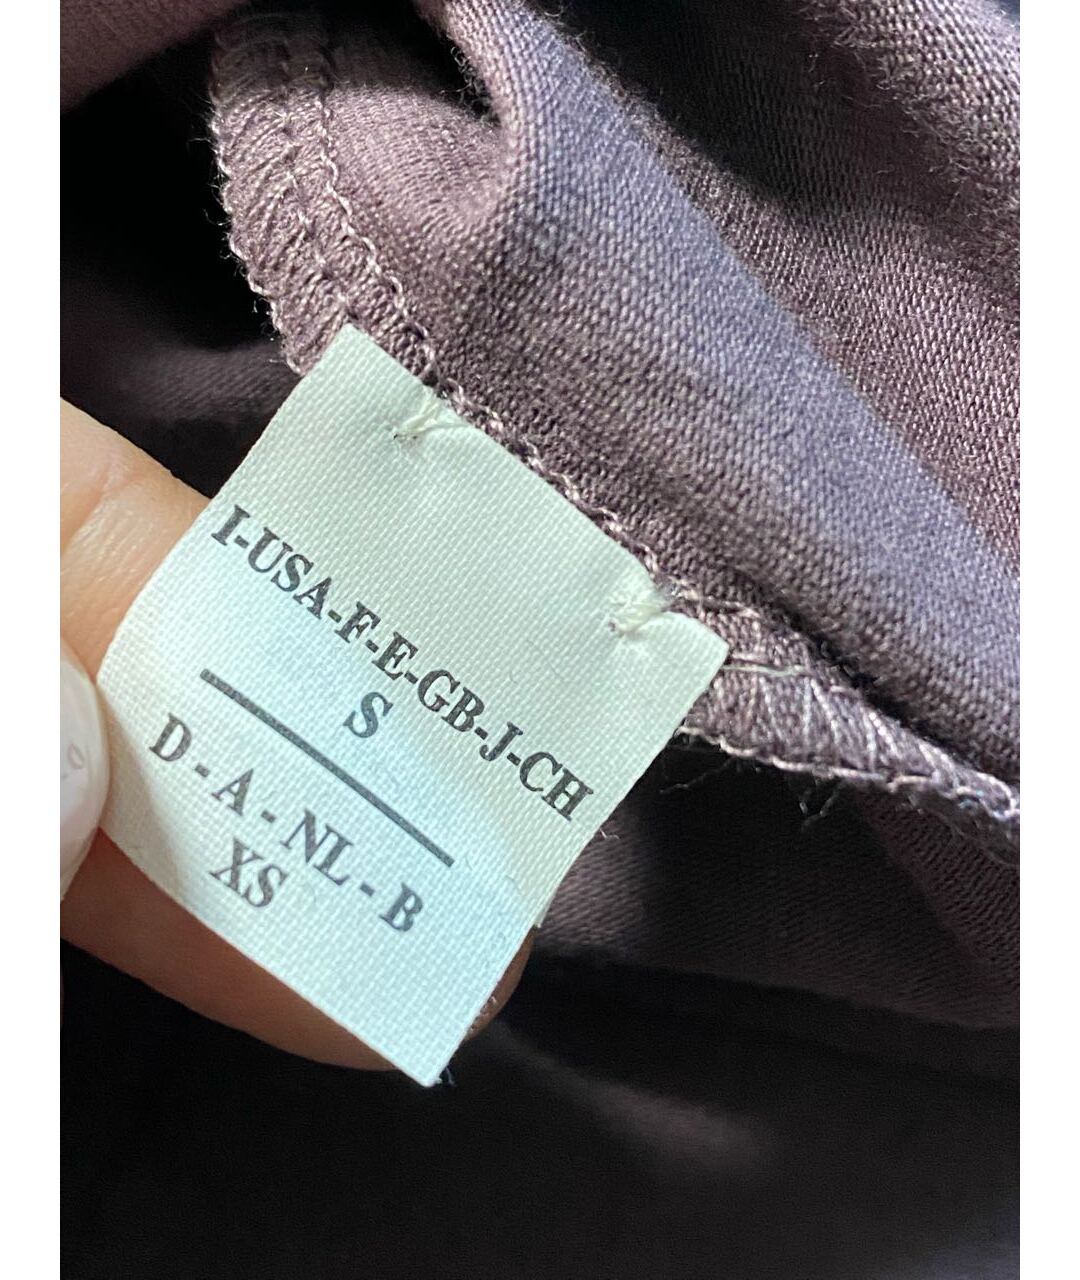 I-USA-F-E-GB-J-CH
S
D - A - NL - B
XS